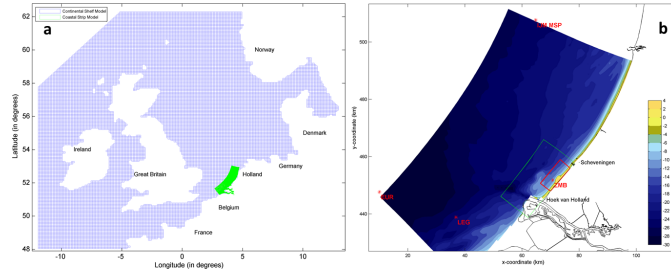 Continental Shelf Model
Coastal Strip Model
a
62
60
58
56
54
52
50
48
-10
-5
0
5
10
Latitude (in degrees)
Longitude (in degrees)
Norway
Denmark
Ireland
Great Britain
Holland
Germany
Belgium
France
b
500
480
460
440
20
40
60
80
100
y-coordinate (km)
x-coordinate (km)
Scheveningen
ZMB
Hoek van Holland
LEG
4
2
0
-2
-4
-6
-8
-10
-12
-14
-16
-18
-20
-22
-24
-26
-28
-30